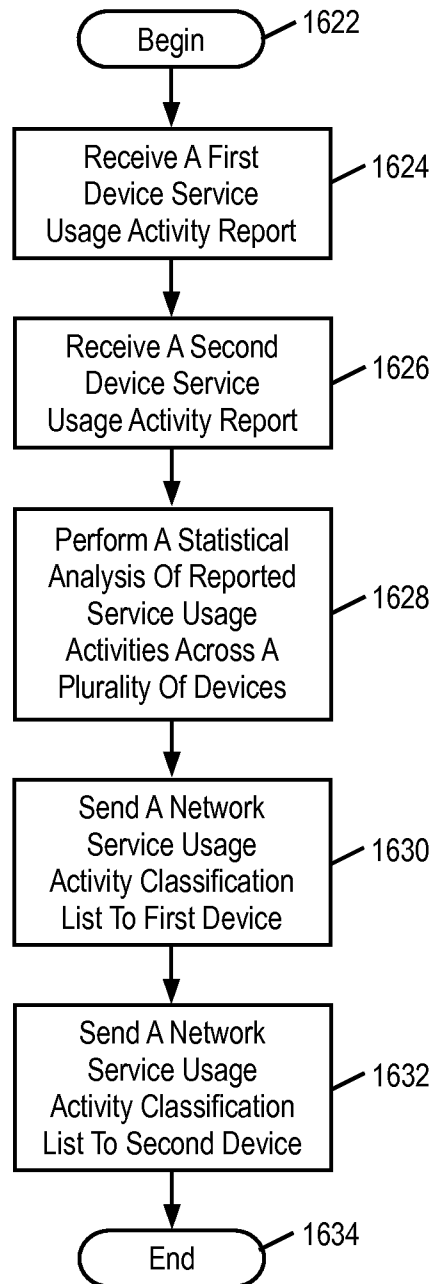 Begin
1622
Receive A First
Device Service
Usage Activity Report
1624
Receive A Second
Device Service
Usage Activity Report
1626
Perform A Statistical
Analysis Of Reported
Service Usage
Activities Across A
Plurality Of Devices
1628
Send A Network
Service Usage
Activity Classification
List To First Device
1630
Send A Network
Service Usage
Activity Classification
List To Second Device
1632
End
1634